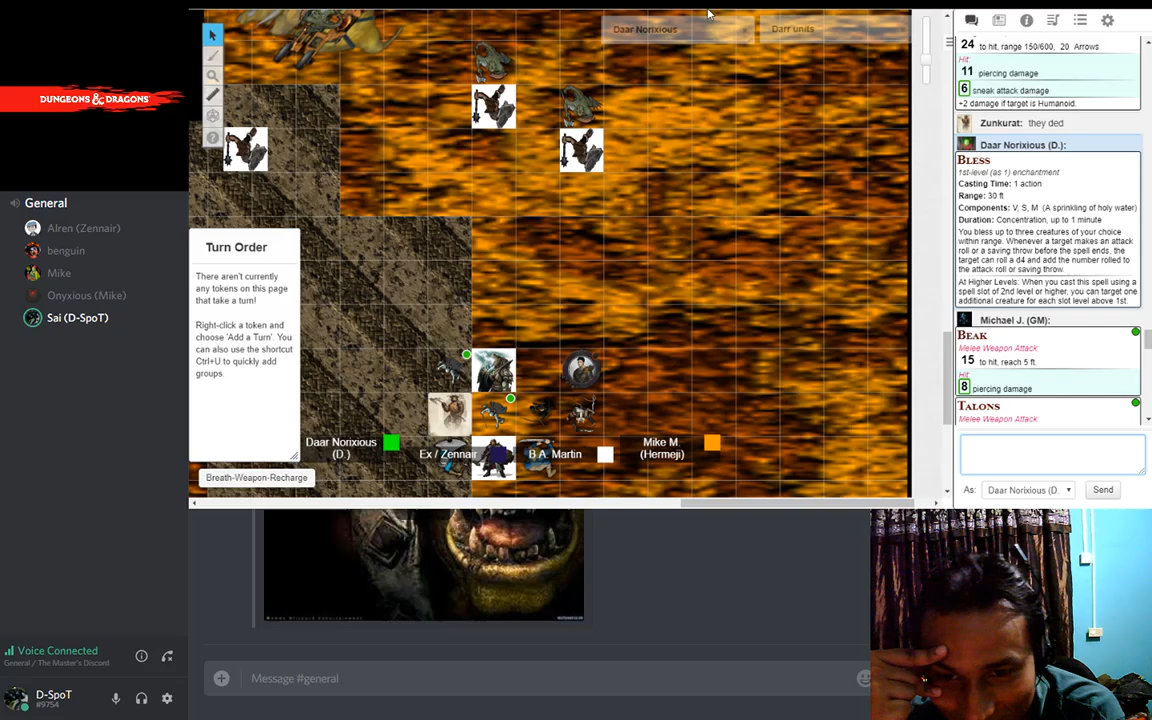 DUNGEONS & DRAGONS
General
Alren (Zennair)
benguin
Mike
Onyxious (Mike)
Sai (D-SpoT)
Voice Connected
General / The Master's Discord
D-SpoT
#9754
Daar Norixious
Darr units
Turn Order
There aren't currently
any tokens on this page
that take a turn!
Right-click a token and
choose 'Add a Turn'. You
can also use the shortcut
Ctrl+U to quickly add
groups.
Breath-Weapon-Recharge
Daar Norixious
(D.)
Ex / Zennair
B.A. Martin
Mike M.
(Hermeji)
24 to hit, range 150/600, 20 Arrows
Hit:
11 piercing damage
6 sneak attack damage
+2 damage if target is Humanoid.
Zunkurat: they ded
Daar Norixious (D.):
BLESS
1st-level (as 1) enchantment
Casting Time: 1 action
Range: 30 ft
Components: V, S, M (A sprinkling of holy water)
Duration: Concentration, up to 1 minute
You bless up to three creatures of your choice
within range. Whenever a target makes an attack
roll or a saving throw before the spell ends, the
target can roll a d4 and add the number rolled to
the attack roll or saving throw.
At Higher Levels: When you cast this spell using a
spell slot of 2nd level or higher, you can target one
additional creature for each slot level above 1st.
Michael J. (GM):
BEAK
Melee Weapon Attack:
15 to hit, reach 5 ft.
Hit:
8 piercing damage
TALONS
Melee Weapon Attack:
As: Daar Norixious (D.
Send
Message #general